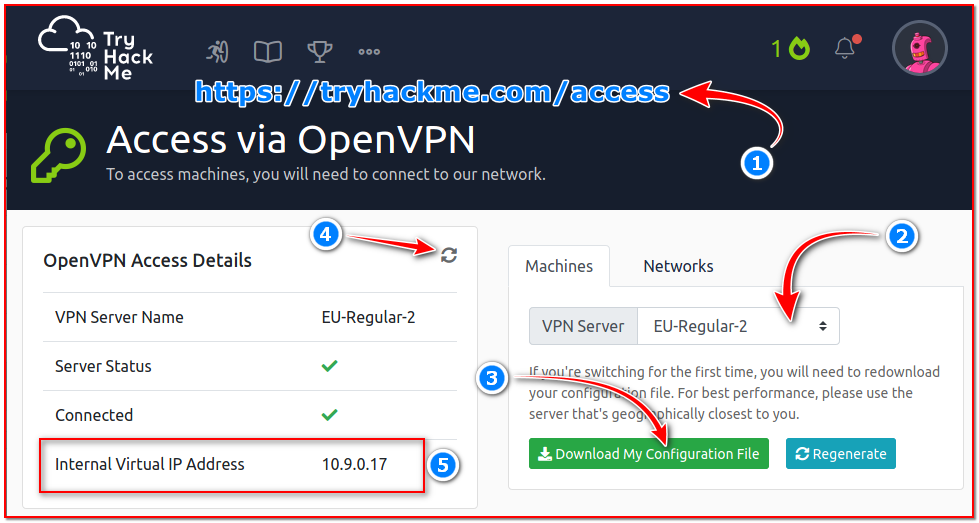 10 10
1110
0101 01
01 010
Try
Hack
Me
1
https://tryhackme.com/access
1
Access via OpenVPN
To access machines, you will need to connect to our network.
4
2
OpenVPN Access Details
Machines
Networks
VPN Server Name
EU-Regular-2
VPN Server
EU-Regular-2
Server Status
3
If you're switching for the first time, you will need to redownload
your configuration file. For best performance, please use the
server that's geographically closest to you.
Connected
Download My Configuration File
Regenerate
Internal Virtual IP Address
10.9.0.17
5